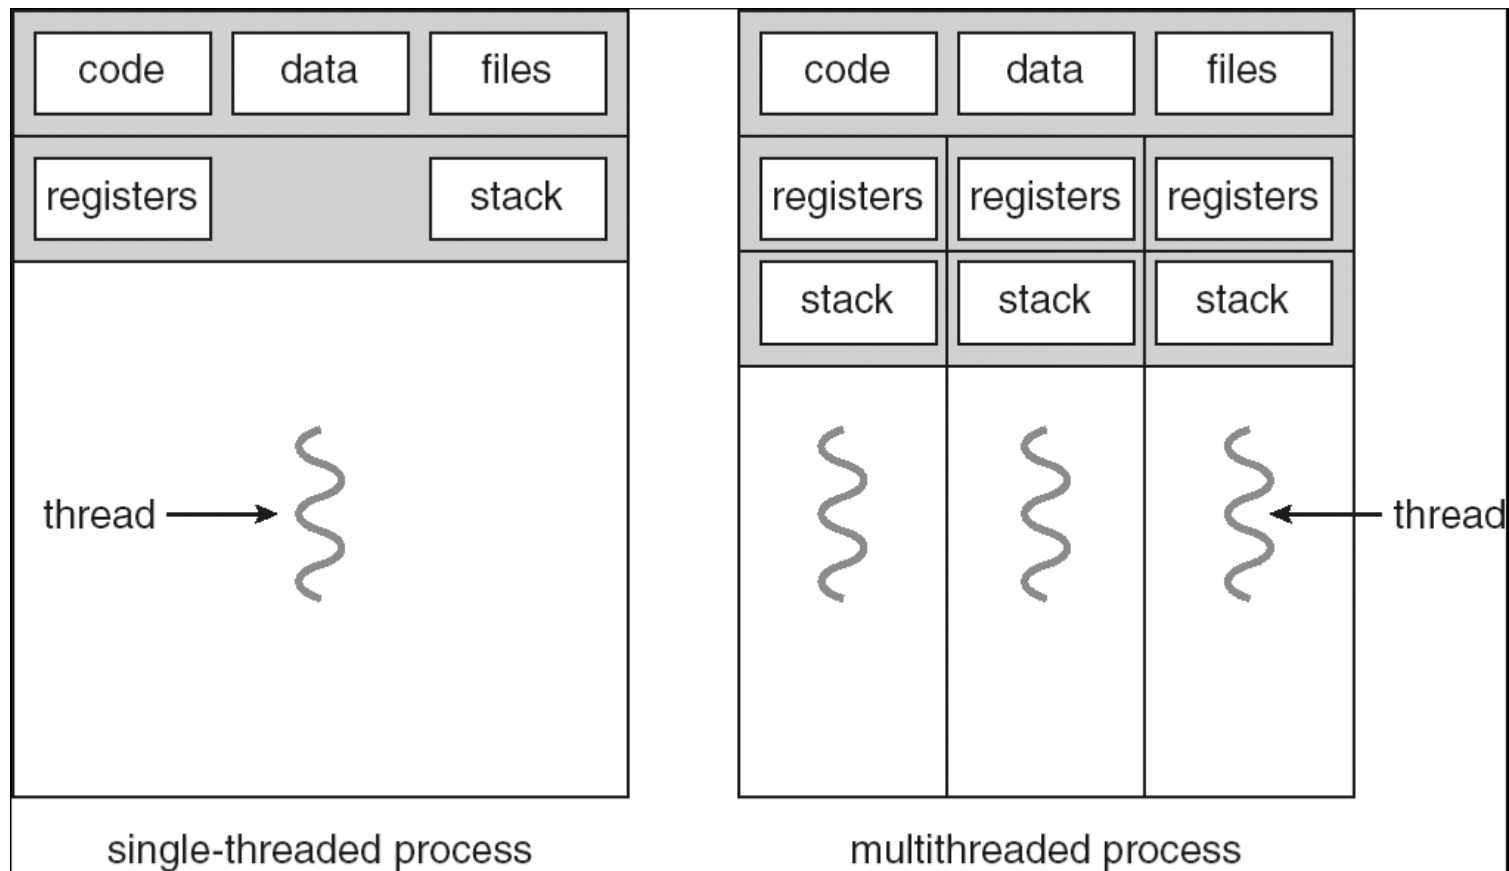 code data files
registers stack
thread
single-threaded process
code data files
registers registers registers
stack stack stack
thread
multithreaded process